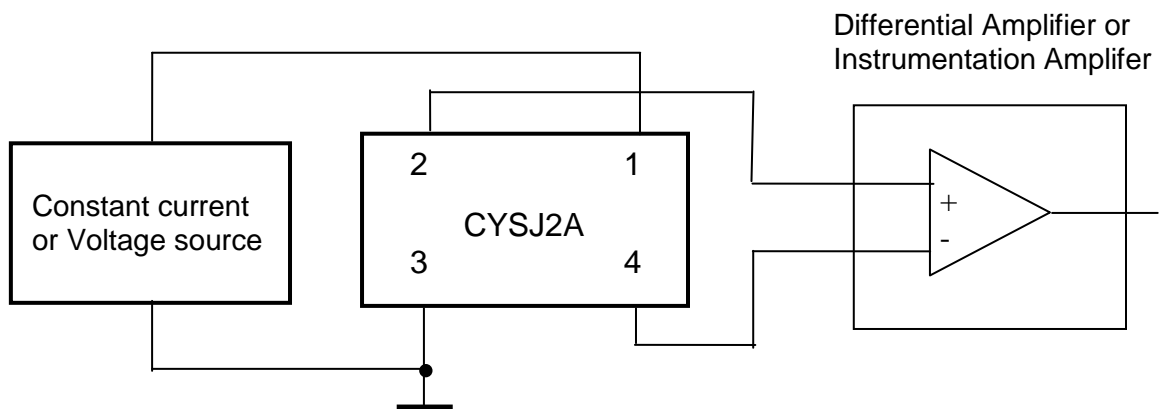 Differential Amplifier or
Instrumentation Amplifer
Constant current
or Voltage source
2 1
CYSJ2A
3 4
+
-